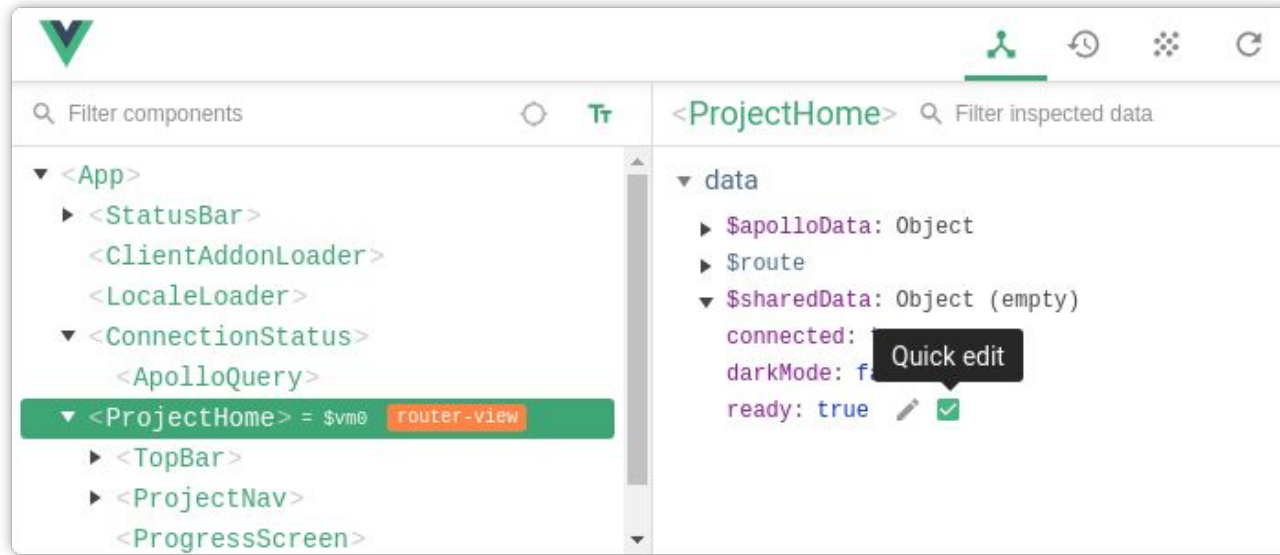 Filter components
<App>
<StatusBar>
<ClientAddonLoader>
<LocaleLoader>
<ConnectionStatus>
<ApolloQuery>
<ProjectHome> = $vm0 router-view
<TopBar>
<ProjectNav>
<ProgressScreen>
<ProjectHome> Filter inspected data
data
$apolloData: Object
$route
$sharedData: Object (empty)
connected:
Quick edit
darkMode:
ready: true